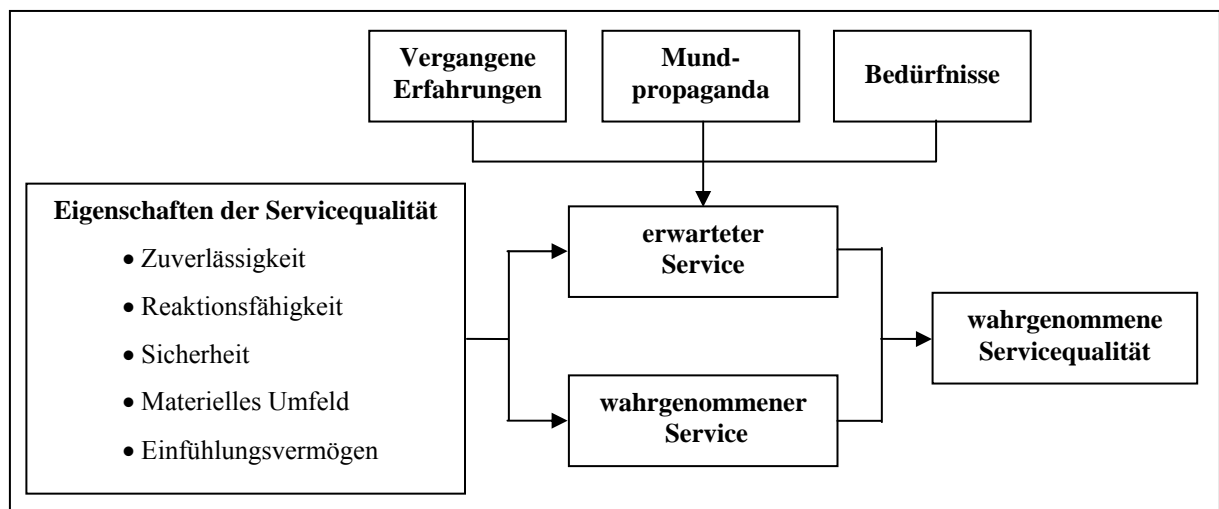 Vergangene
Erfahrungen
Mund-
propaganda
Bedürfnisse
Eigenschaften der Servicequalität
• Zuverlässigkeit
• Reaktionsfähigkeit
• Sicherheit
• Materielles Umfeld
• Einfühlungsvermögen
erwarteter
Service
wahrgenommener
Service
wahrgenommene
Servicequalität